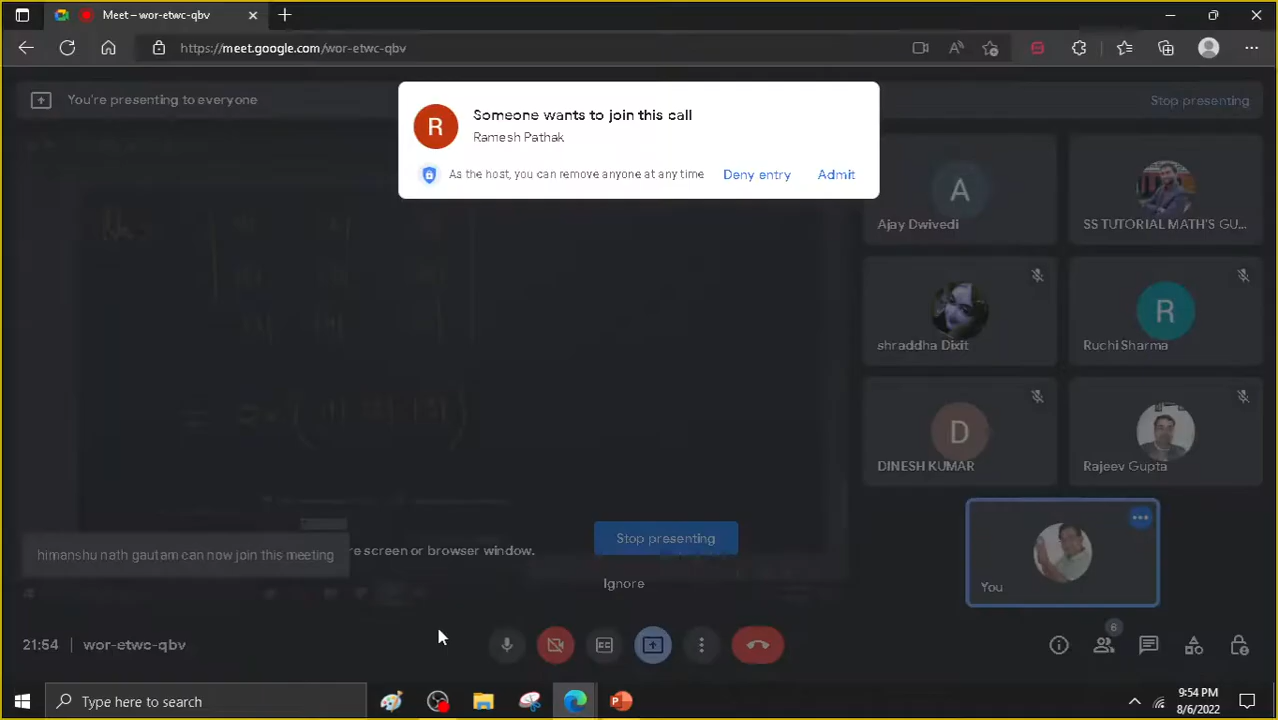 Meet – wor-etwc-qbv
https://meet.google.com/wor-etwc-qbv
You're presenting to everyone
Stop presenting
R
Someone wants to join this call
Ramesh Pathak
As the host, you can remove anyone at any time
Deny entry
Admit
A
Ajay Dwivedi
SS TUTORIAL MATH'S GU...
shraddha Dixit
R
Ruchi Sharma
D
DINESH KUMAR
Rajeev Gupta
himanshu nath gautam can now join this meeting
screen or browser window.
Stop presenting
Ignore
You
21:54 | wor-etwc-qbv
6
Type here to search
9:54 PM
8/6/2022